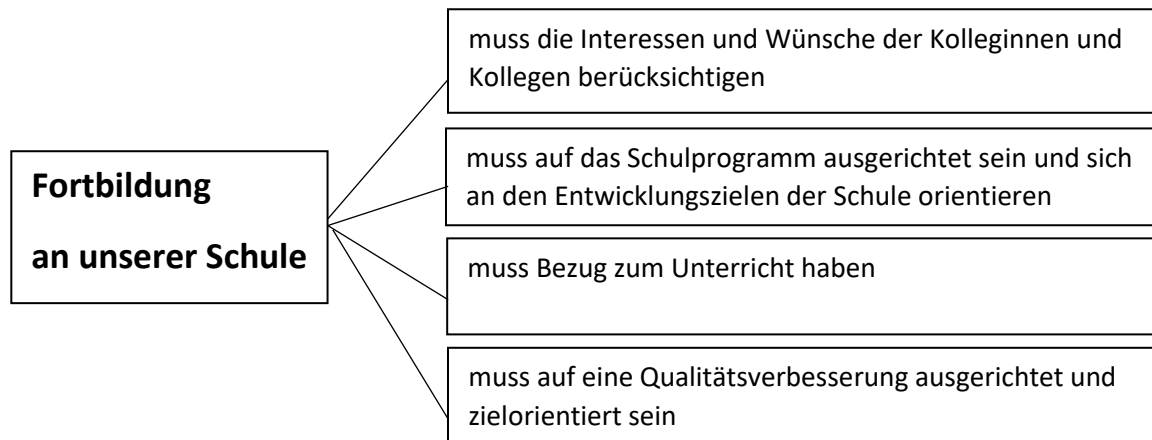 muss die Interessen und Wünsche der Kolleginnen und
Kollegen berücksichtigen
Fortbildung
an unserer Schule
muss auf das Schulprogramm ausgerichtet sein und sich
an den Entwicklungszielen der Schule orientieren
muss Bezug zum Unterricht haben
muss auf eine Qualitätsverbesserung ausgerichtet und
zielorientiert sein